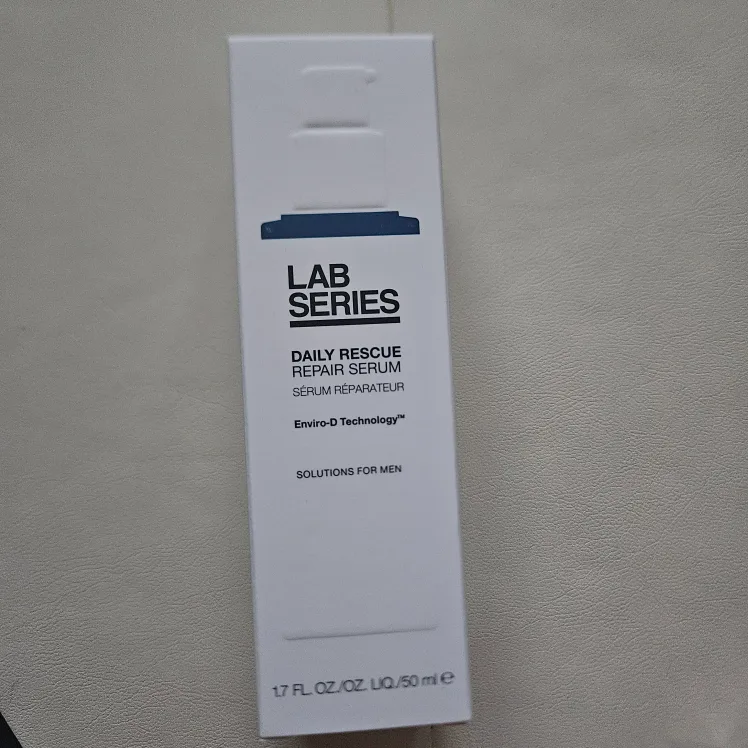 LAB
SERIES
DAILY RESCUE
REPAIR SERUM
SÉRUM RÉPARATEUR
Enviro-D Technology™
SOLUTIONS FOR MEN
1.7 FL. OZ./OZ. LIQ./50 ml ℮